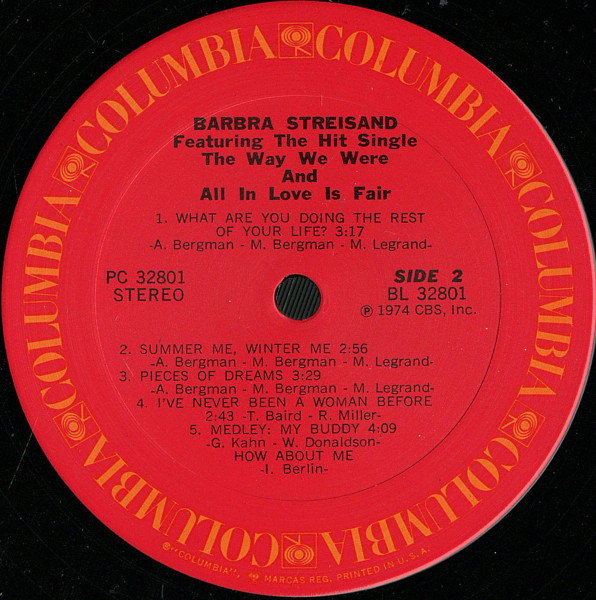 COLUMBIA COLUMBIA COLUMBIA COLUMBIA COLUMBIA COLUMBIA COLUMBIA COLUMBIA
BARBRA STREISAND
Featuring The Hit Single
The Way We Were
And
All In Love Is Fair
1. WHAT ARE YOU DOING THE REST
OF YOUR LIFE? 3:17
-A. Bergman - M. Bergman - M. Legrand-
PC 32801
STEREO
SIDE 2
BL 32801
Ⓟ 1974 CBS, Inc.
2. SUMMER ME, WINTER ME 2:56
-A. Bergman - M. Bergman - M. Legrand-
3. PIECES OF DREAMS 3:29
-A. Bergman - M. Bergman - M. Legrand-
4. I'VE NEVER BEEN A WOMAN BEFORE
2:43 -T. Baird - R. Miller-
5. MEDLEY: MY BUDDY 4:09
-G. Kahn - W. Donaldson-
HOW ABOUT ME
-I. Berlin-
®"COLUMBIA", MARCAS REG. PRINTED IN U.S.A.